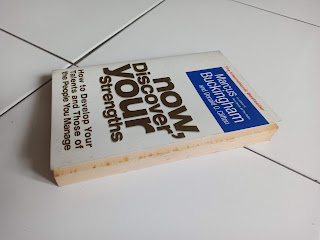 Marcus
Buckingham
and Donald O. Clifton
now,
Discover
your
Strengths
How to Develop Your
Talents and Those of
the People You Manage